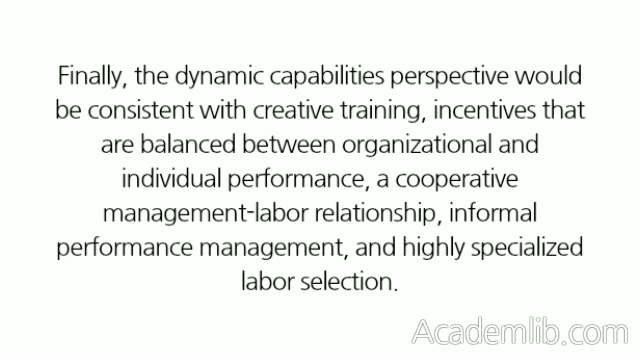 Finally, the dynamic capabilities perspective would
be consistent with creative training, incentives that
are balanced between organizational and
individual performance, a cooperative
management-labor relationship, informal
performance management, and highly specialized
labor selection.
Academlib.com